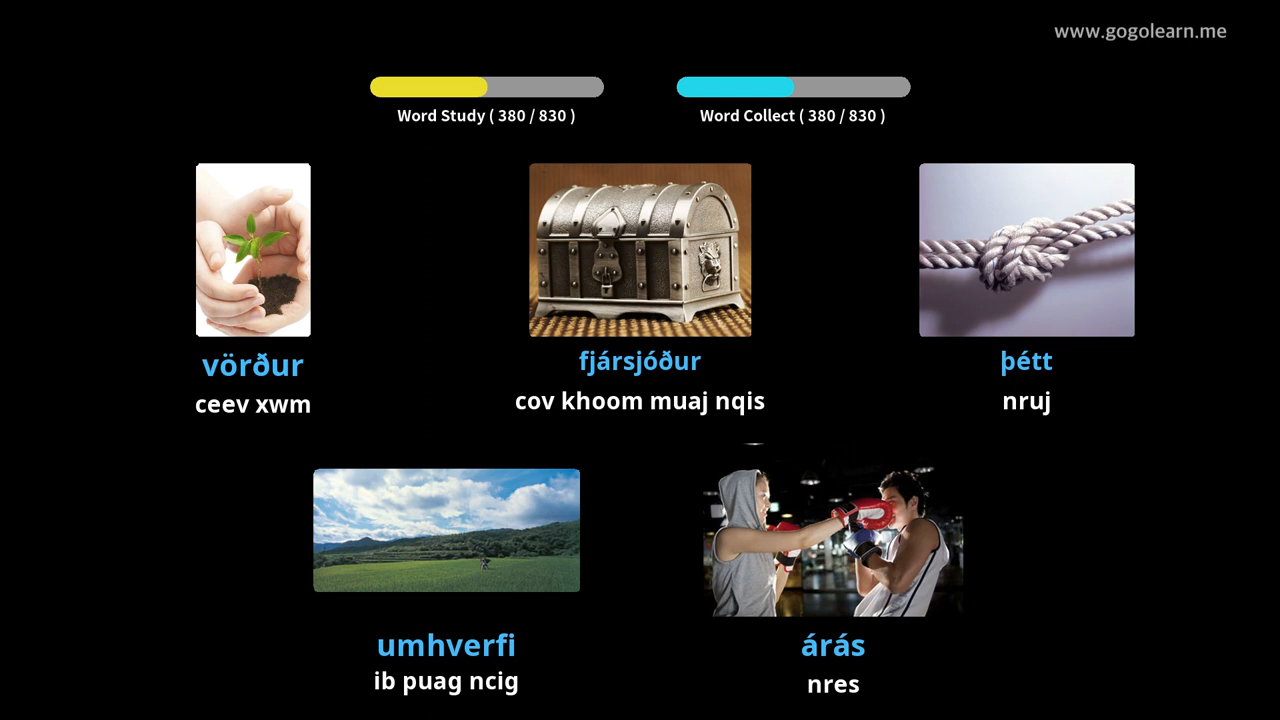 www.gogolearn.me
Word Study ( 380 / 830 )
Word Collect ( 380 / 830 )
vörður
ceev xwm
fjársjóður
cov khoom muaj nqis
þétt
nruj
umhverfi
ib puag ncig
árás
nres